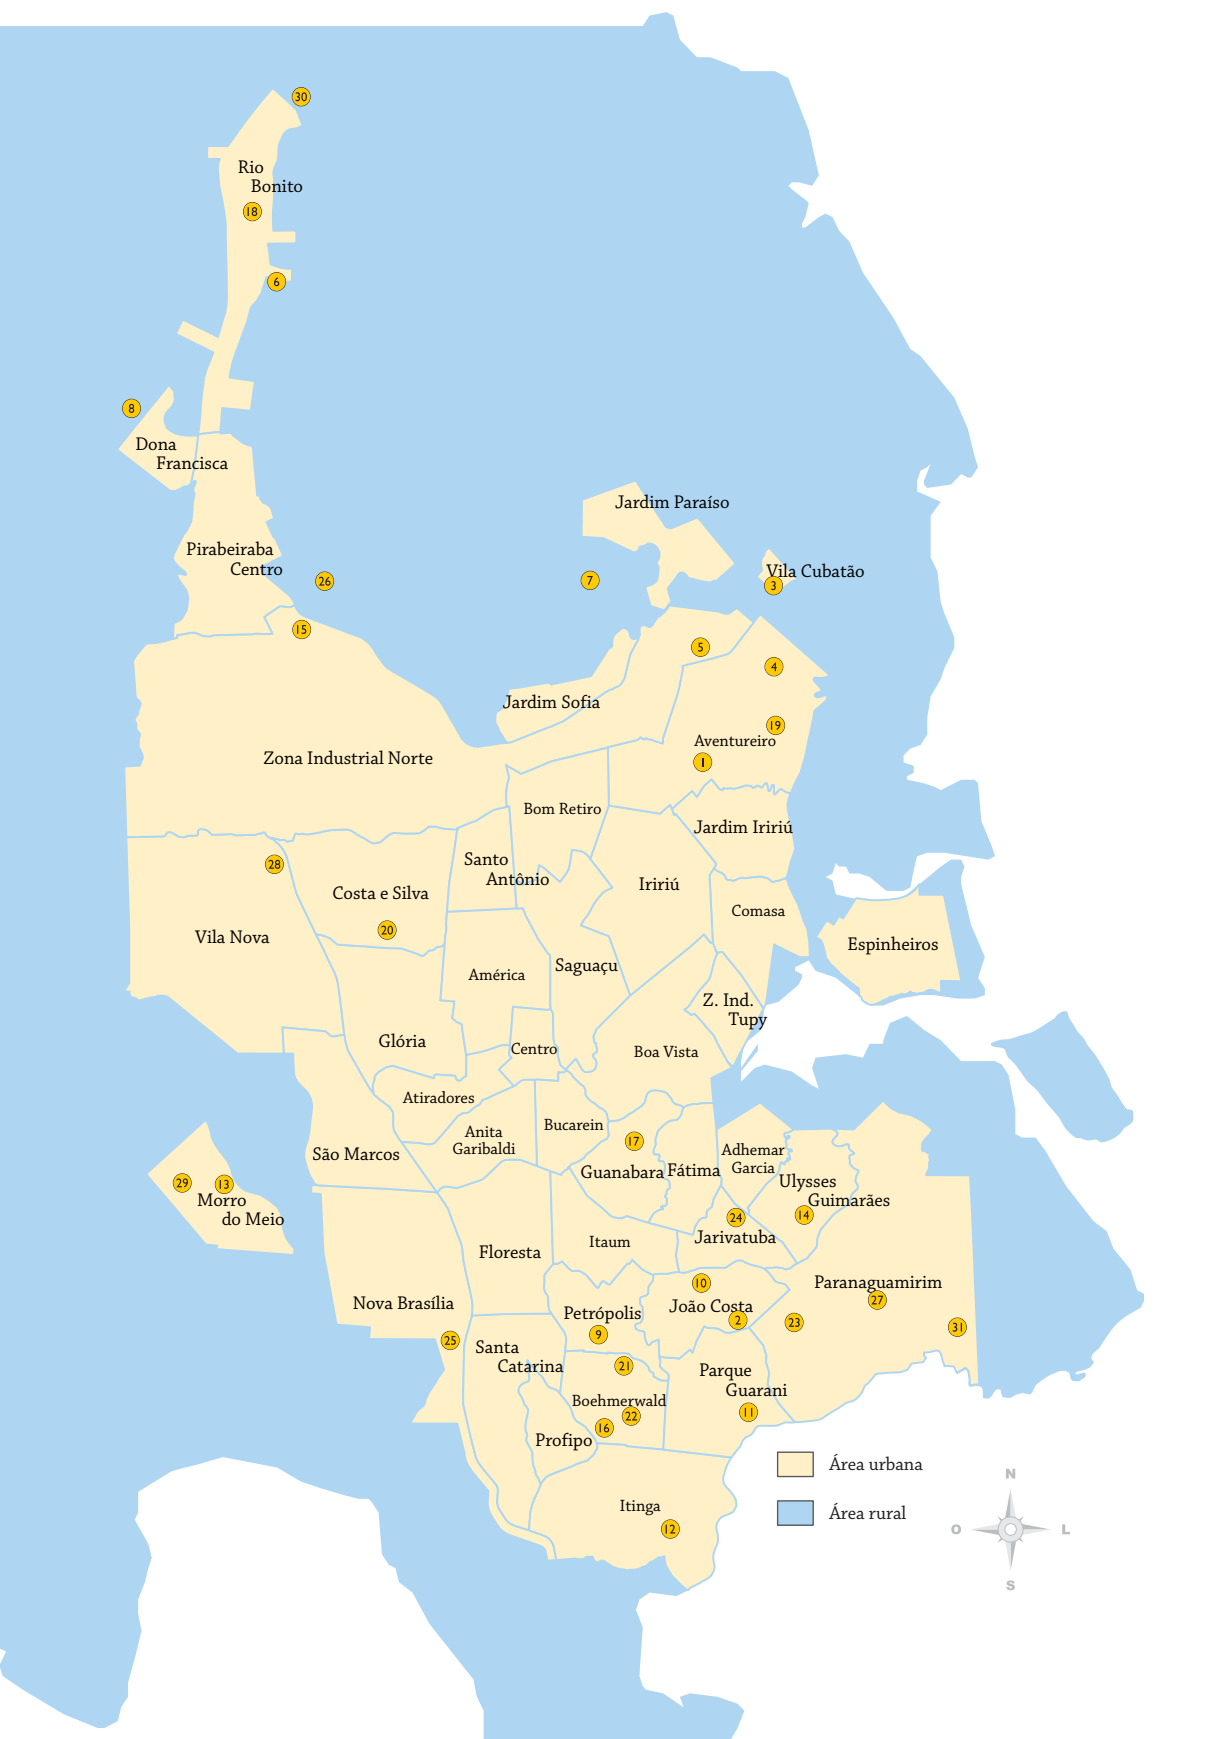 30
Rio
Bonito
18
6
8
Dona
Francisca
Jardim Paraíso
Pirabeiraba
Centro
26
7
Vila Cubatão
3
15
5
4
Jardim Sofia
19
Aventureiro
1
Zona Industrial Norte
Bom Retiro
Jardim Iririú
28
Santo
Antônio
Costa e Silva
Iririú
20
Comasa
Vila Nova
Espinheiros
Saguaçu
América
Z. Ind.
Tupy
Glória
Centro
Boa Vista
Atiradores
Bucarein
Anita
Garibaldi
17
São Marcos
Adhemar
Garcia
Guanabara
Fátima
29
13
Morro
do Meio
Ulysses
Guimarães
24
14
Jarivatuba
Itaum
Floresta
10
Paranaguamirim
27
Nova Brasília
João Costa
2
Petrópolis
9
23
31
25
Santa
Catarina
21
Parque
Guarani
Boehmerwald
22
16
11
Profipo
Área urbana
Itinga
12
Área rural
N
O
L
S